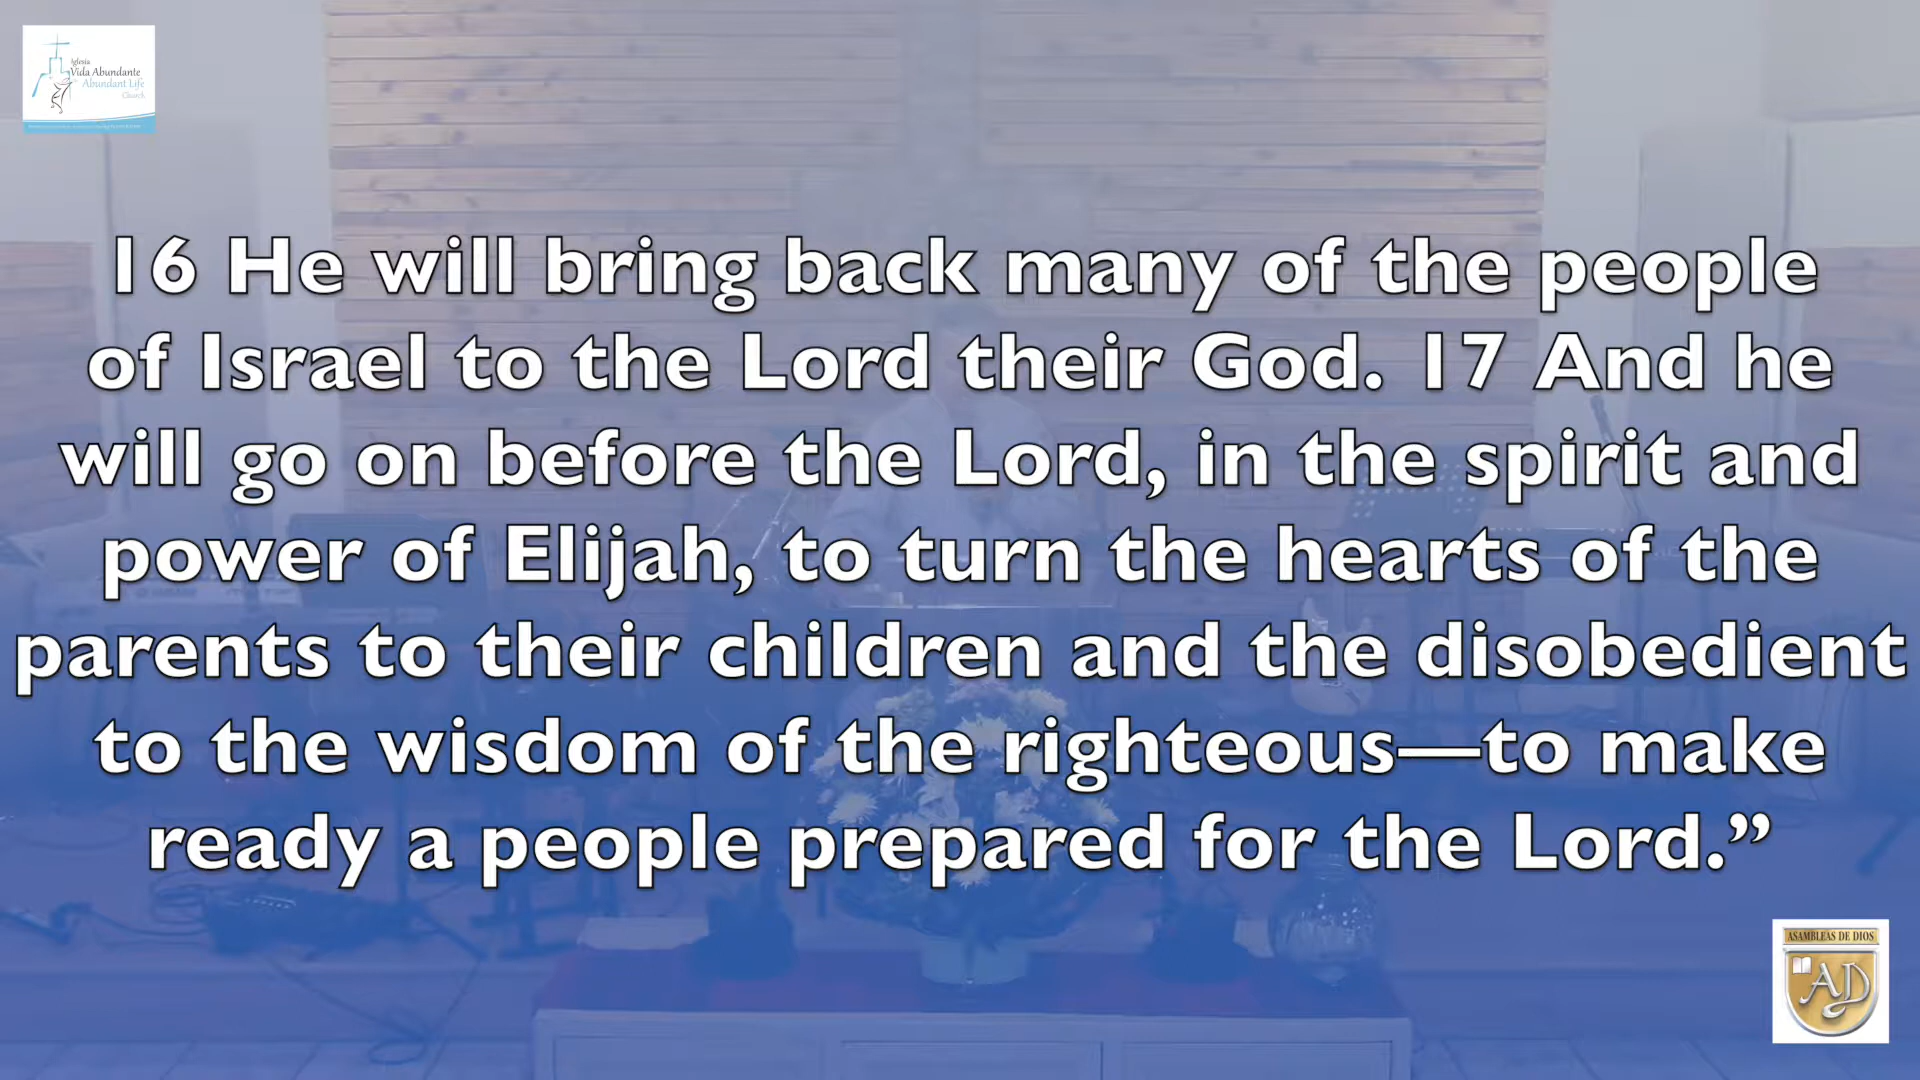 Iglesia
Vida Abundante
Abundant Life
Church
16 He will bring back many of the people
of Israel to the Lord their God. 17 And he
will go on before the Lord, in the spirit and
power of Elijah, to turn the hearts of the
parents to their children and the disobedient
to the wisdom of the righteous—to make
ready a people prepared for the Lord.”
ASAMBLEAS DE DIOS
AD